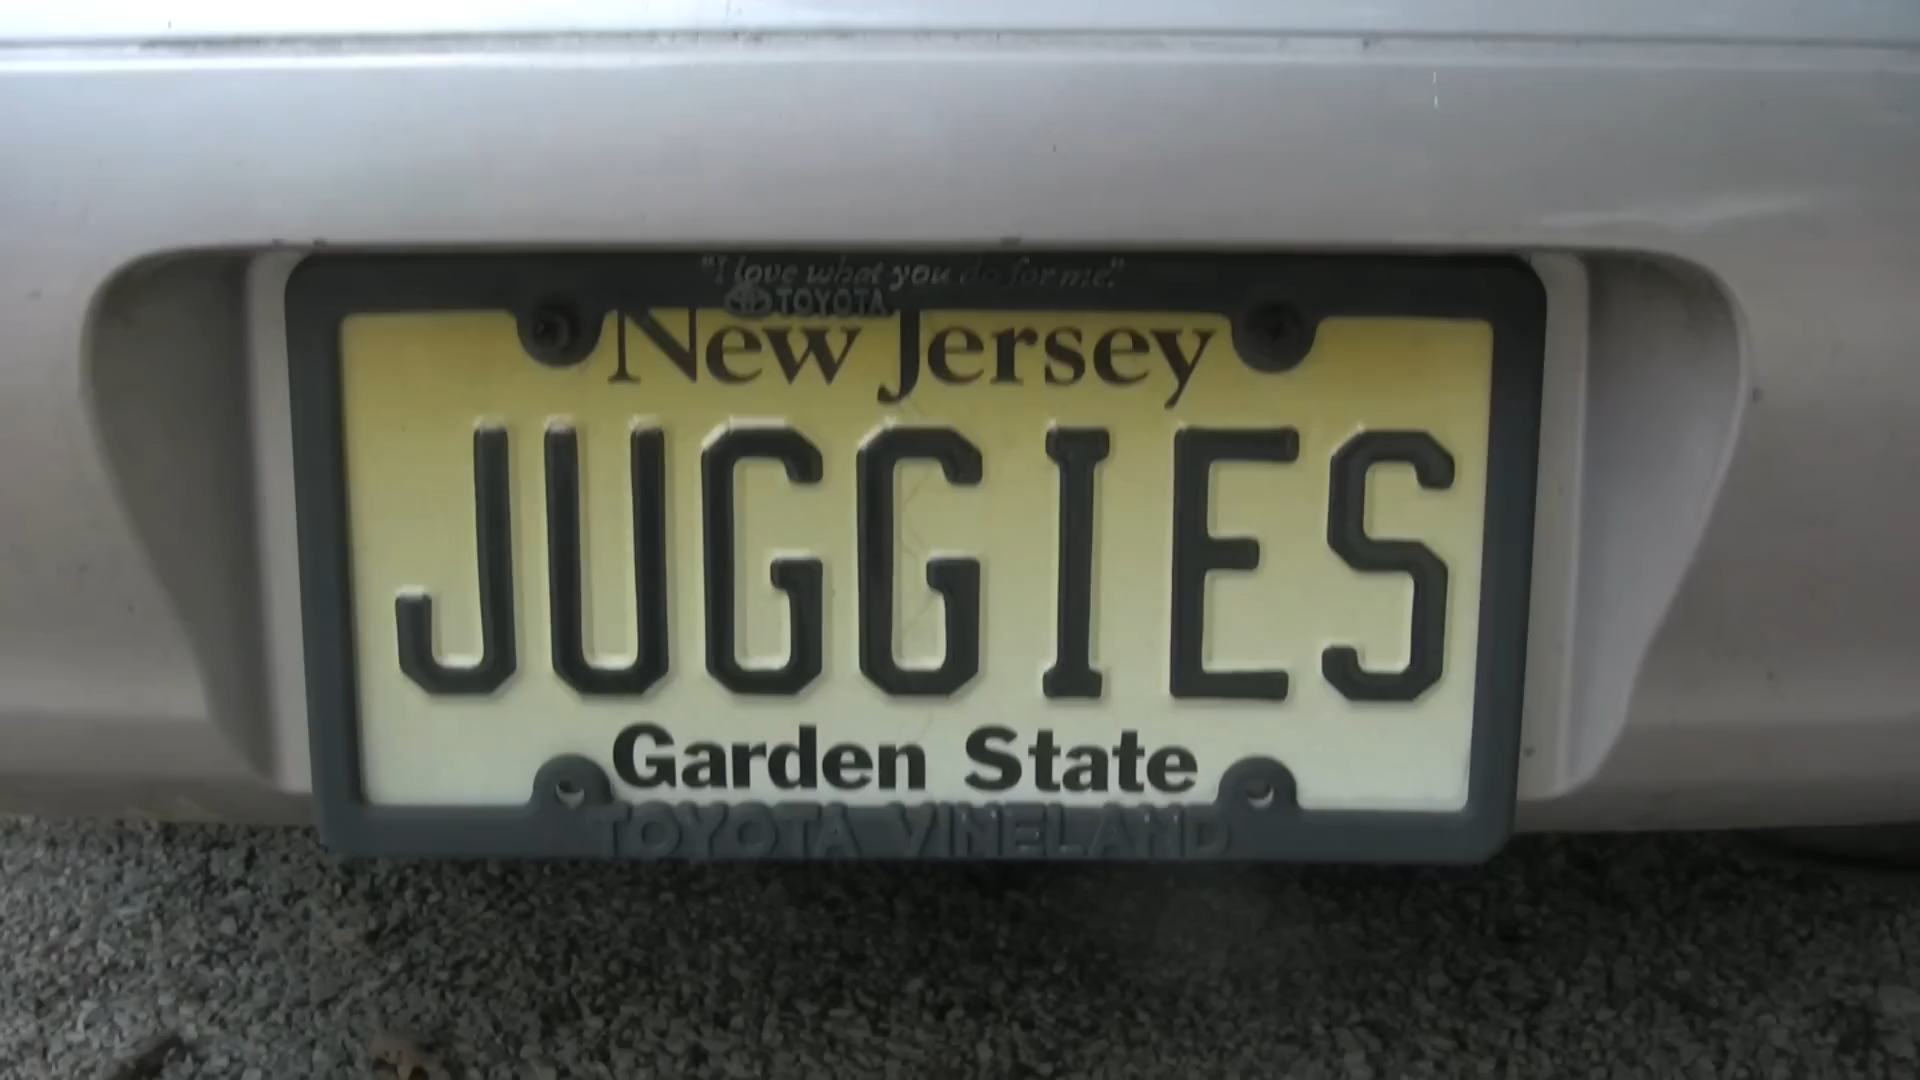 "I love what you do for me."
TOYOTA
New Jersey
JUGGIES
Garden State
TOYOTA VINELAND